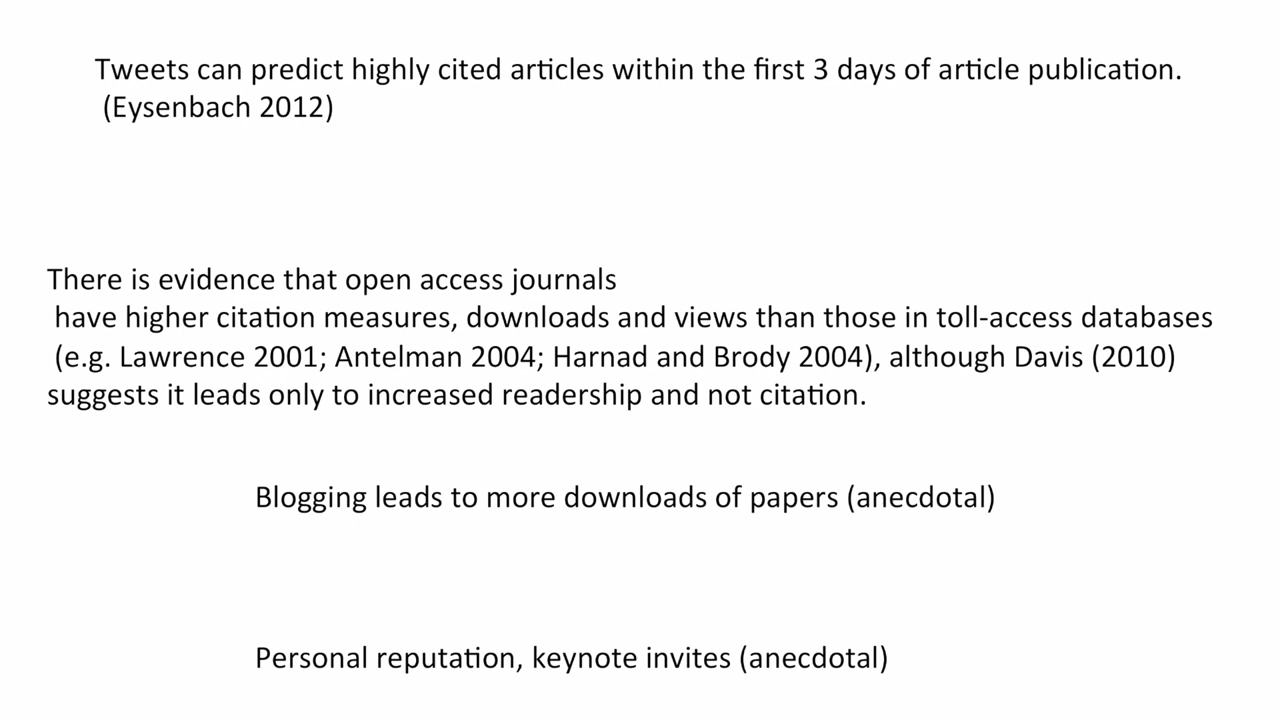 Tweets can predict highly cited articles within the first 3 days of article publication.
(Eysenbach 2012)
There is evidence that open access journals
have higher citation measures, downloads and views than those in toll-access databases
(e.g. Lawrence 2001; Antelman 2004; Harnad and Brody 2004), although Davis (2010)
suggests it leads only to increased readership and not citation.
Blogging leads to more downloads of papers (anecdotal)
Personal reputation, keynote invites (anecdotal)